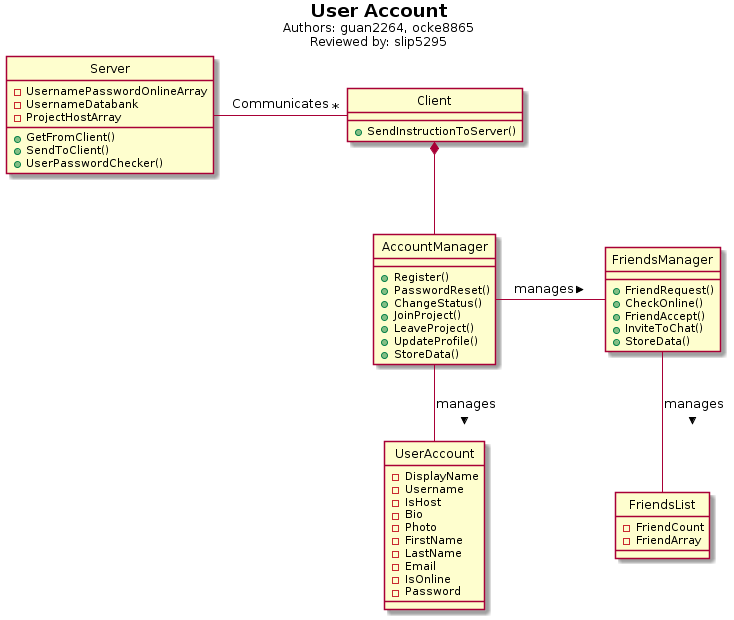 User Account
Authors: guan2264, ocke8865
Reviewed by: slip5295
Server
UsernamePasswordOnlineArray
UsernameDatabank
ProjectHostArray
GetFromClient()
SendToClient()
UserPasswordChecker()
Communicates *
Client
SendInstructionToServer()
AccountManager
Register()
PasswordReset()
ChangeStatus()
JoinProject()
LeaveProject()
UpdateProfile()
StoreData()
manages
FriendsManager
FriendRequest()
CheckOnline()
FriendAccept()
InviteToChat()
StoreData()
manages
manages
UserAccount
DisplayName
Username
IsHost
Bio
Photo
FirstName
LastName
Email
IsOnline
Password
FriendsList
FriendCount
FriendArray